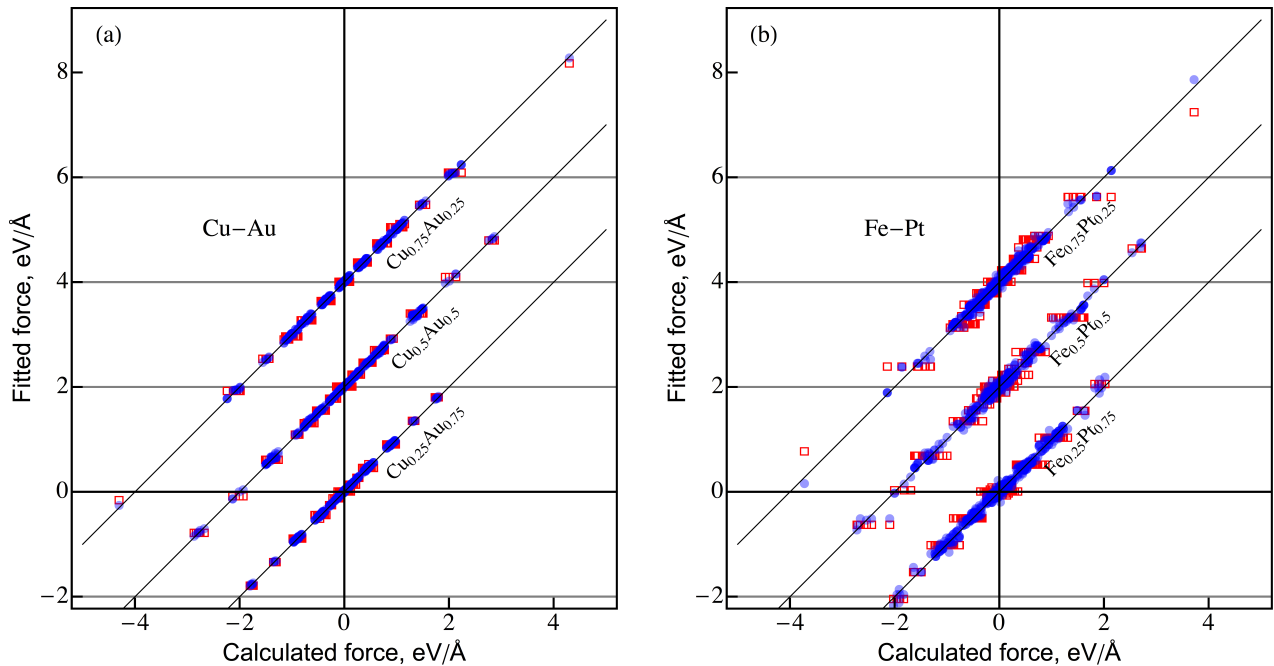 (a)
Cu−Au
Cu0.75Au0.25
Cu0.5Au0.5
Cu0.25Au0.75
Fitted force, eV/Å
8
6
4
2
0
−2
−4
−2
0
2
4
Calculated force, eV/Å
(b)
Fe−Pt
Fe0.75Pt0.25
Fe0.5Pt0.5
Fe0.25Pt0.75
Fitted force, eV/Å
8
6
4
2
0
−2
−4
−2
0
2
4
Calculated force, eV/Å